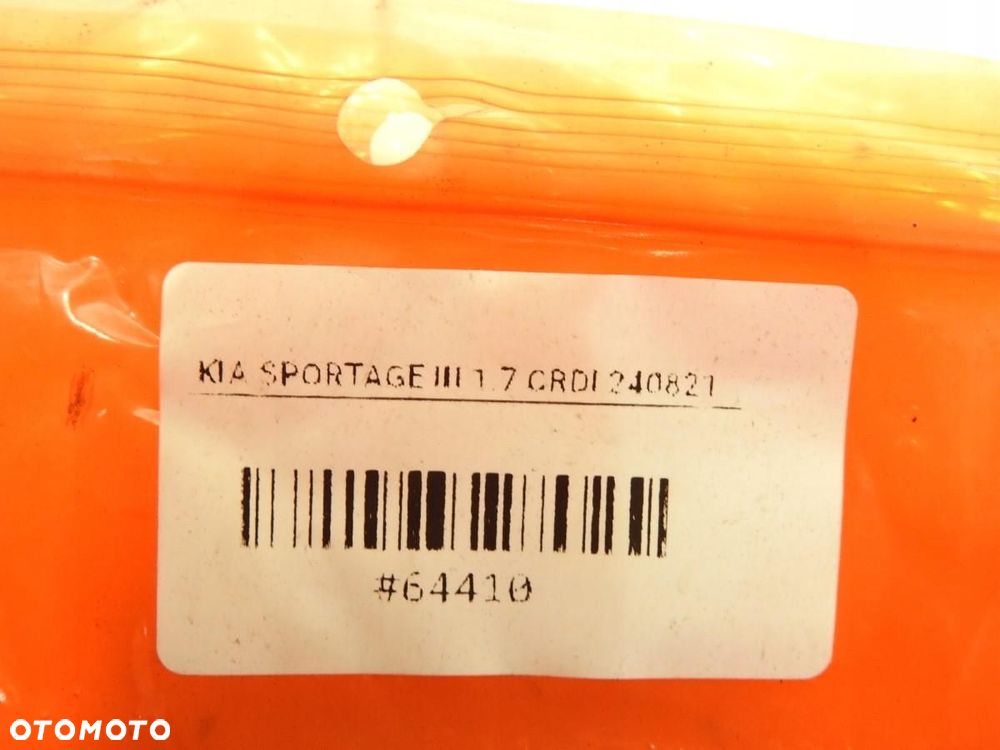 KIA SPORTAGE III 1.7 CRDI 240821
#64410
OTOMOTO